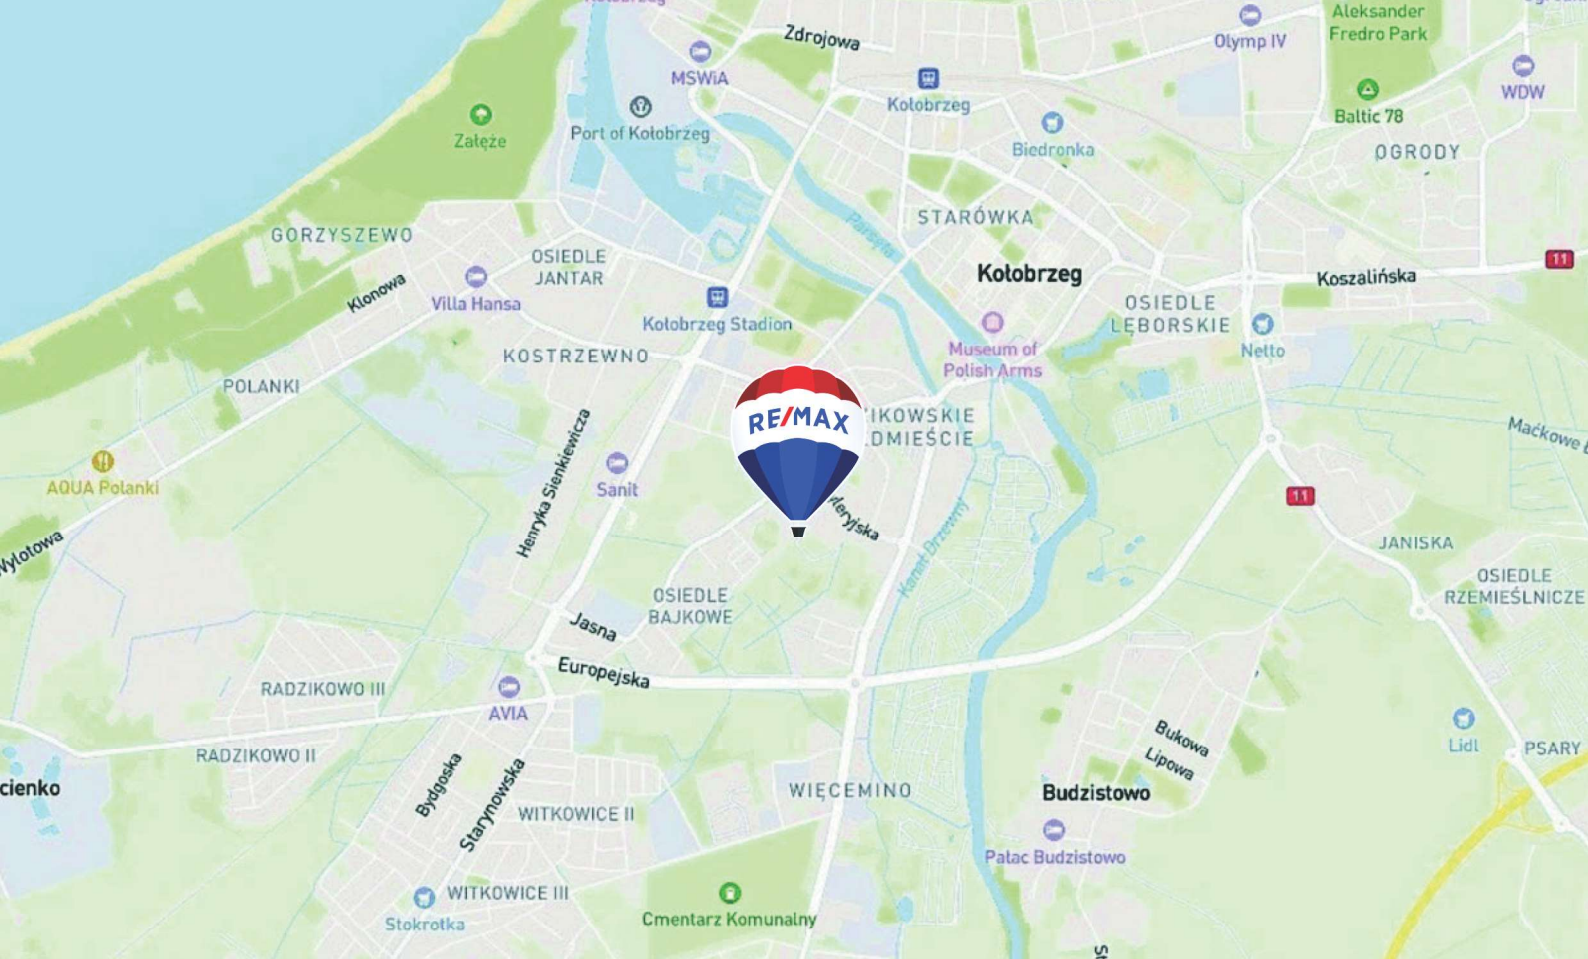 Zdrojowa
Aleksander
Fredro Park
Olymp IV
MSWiA
WDW
Kołobrzeg
Port of Kołobrzeg
Baltic 78
Załęże
Biedronka
OGRODY
STARÓWKA
Parsęta
GORZYSZEWO
OSIEDLE
JANTAR
Kołobrzeg
11
Koszalińska
Klonowa
Villa Hansa
OSIEDLE
LĘBORSKIE
Kołobrzeg Stadion
Museum of
Polish Arms
Netto
KOSTRZEWNO
POLANKI
RE/MAX
IKOWSKIE
DMIEŚCIE
Maćkowe
Henryka Sienkiewicza
AQUA Polanki
Sanit
11
eryjska
Kanał Drzewny
Wylotowa
JANISKA
OSIEDLE
RZEMIEŚLNICZE
OSIEDLE
BAJKOWE
Jasna
Europejska
RADZIKOWO III
AVIA
Bukowa
Lipowa
Lidl
PSARY
RADZIKOWO II
cienko
Bydgoska
Starynowska
WIĘCEMINO
Budzistowo
WITKOWICE II
Pałac Budzistowo
WITKOWICE III
Stokrotka
Cmentarz Komunalny